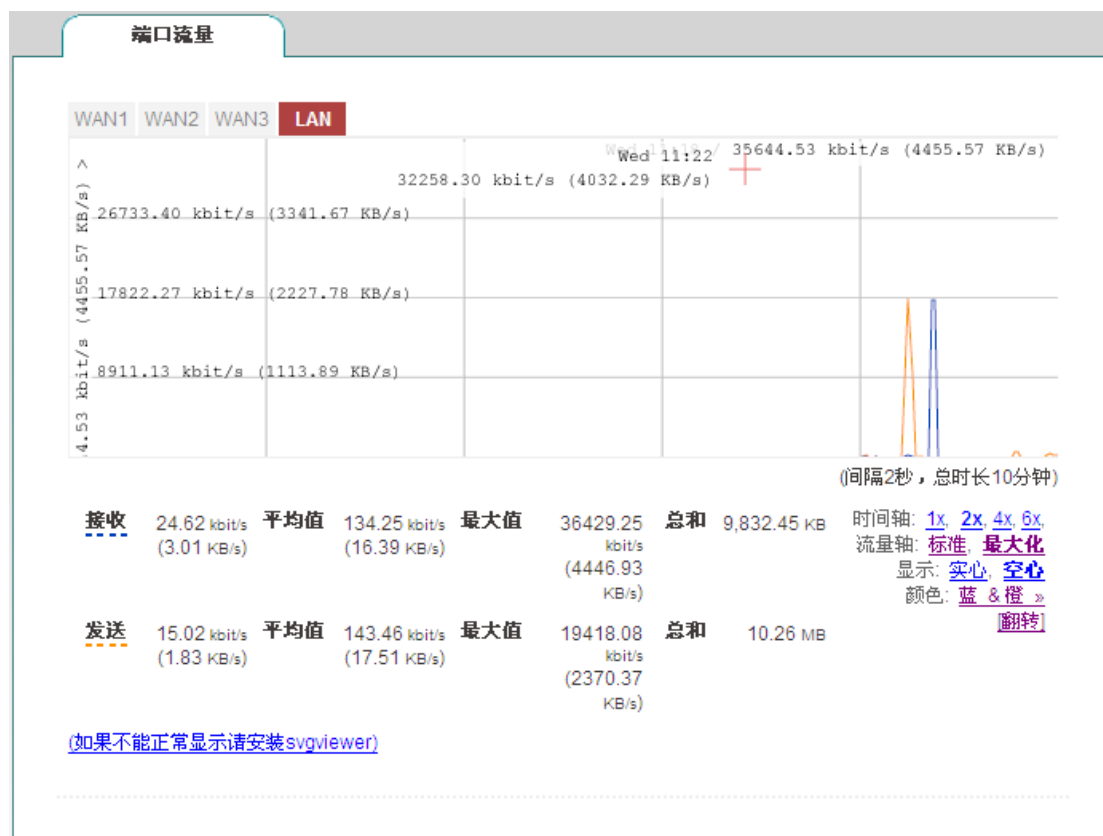 端口流量
WAN1 WAN2 WAN3 LAN
Wed 11:22 / 35644.53 kbit/s (4455.57 KB/s)
32258.30 kbit/s (4032.29 KB/s)
26733.40 kbit/s (3341.67 KB/s)
17822.27 kbit/s (2227.78 KB/s)
8911.13 kbit/s (1113.89 KB/s)
4.53 kbit/s (4455.57 KB/s) >
(间隔2秒，总时长10分钟)
接收 24.62 kbit/s 平均值 134.25 kbit/s 最大值 36429.25 总和 9,832.45 KB
(3.01 KB/s) (16.39 KB/s) kbit/s
(4446.93
KB/s)
时间轴: 1x, 2x, 4x, 6x,
流量轴: 标准, 最大化
显示: 实心, 空心
颜色: 蓝 &橙 »
[翻转]
发送 15.02 kbit/s 平均值 143.46 kbit/s 最大值 19418.08 总和 10.26 MB
(1.83 KB/s) (17.51 KB/s) kbit/s
(2370.37
KB/s)
(如果不能正常显示请安装svgviewer)